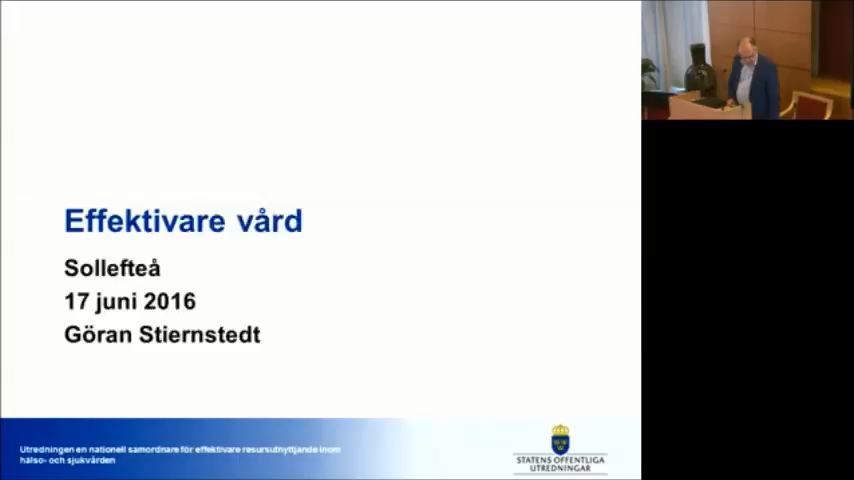 Effektivare vård
Sollefteå
17 juni 2016
Göran Stiernstedt
Utredningen en nationell samordnare för effektivare resursutnyttjande inom
hälso- och sjukvården
STATENS OFFENTLIGA
UTREDNINGAR